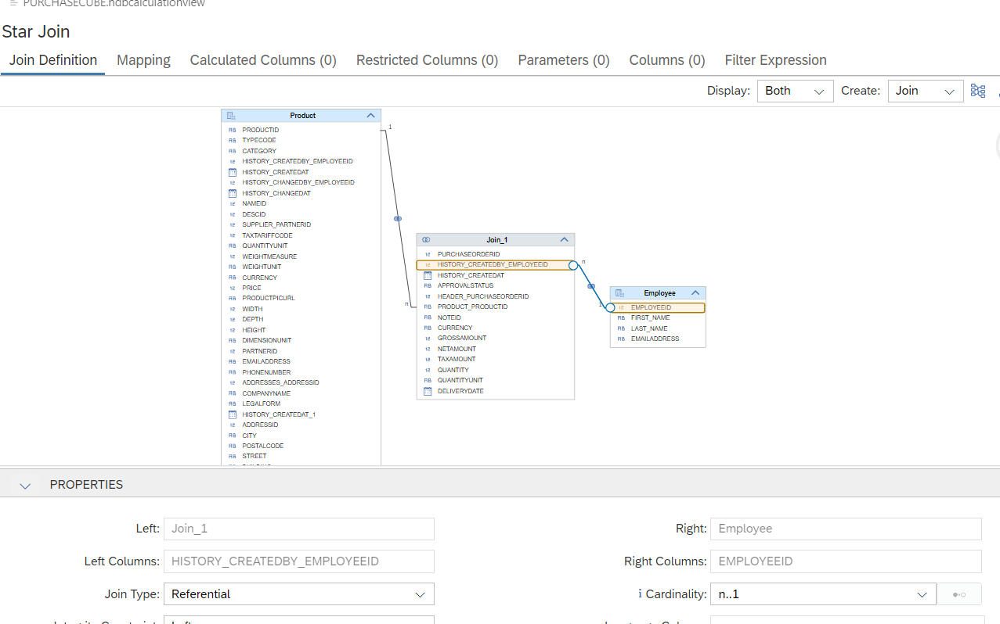 PURCHASECUBE.hdbcalculationview
Star Join
Join Definition Mapping Calculated Columns (0) Restricted Columns (0) Parameters (0) Columns (0) Filter Expression
Display: Both Create: Join
Product
PRODUCTID
TYPECODE
CATEGORY
HISTORY_CREATEDBY_EMPLOYEEID
HISTORY_CREATEDAT
HISTORY_CHANGEDBY_EMPLOYEEID
HISTORY_CHANGEDAT
NAMEID
DESCID
SUPPLIER_PARTNERID
TAXTARIFFCODE
QUANTITYUNIT
WEIGHTMEASURE
WEIGHTUNIT
CURRENCY
PRICE
PRODUCTPICURL
WIDTH
DEPTH
HEIGHT
DIMENSIONUNIT
PARTNERID
EMAILADDRESS
PHONENUMBER
ADDRESSES_ADDRESSID
COMPANYNAME
LEGALFORM
HISTORY_CREATEDAT_1
ADDRESSID
CITY
POSTALCODE
STREET
1
n
Join_1
PURCHASEORDERID
HISTORY_CREATEDBY_EMPLOYEEID
HISTORY_CREATEDAT
APPROVALSTATUS
HEADER_PURCHASEORDERID
PRODUCT_PRODUCTID
NOTEID
CURRENCY
GROSSAMOUNT
NETAMOUNT
TAXAMOUNT
QUANTITY
QUANTITYUNIT
DELIVERYDATE
n
1
Employee
EMPLOYEEID
FIRST_NAME
LAST_NAME
EMAILADDRESS
PROPERTIES
Left: Join_1 Right: Employee
Left Columns: HISTORY_CREATEDBY_EMPLOYEEID Right Columns: EMPLOYEEID
Join Type: Referential i Cardinality: n..1